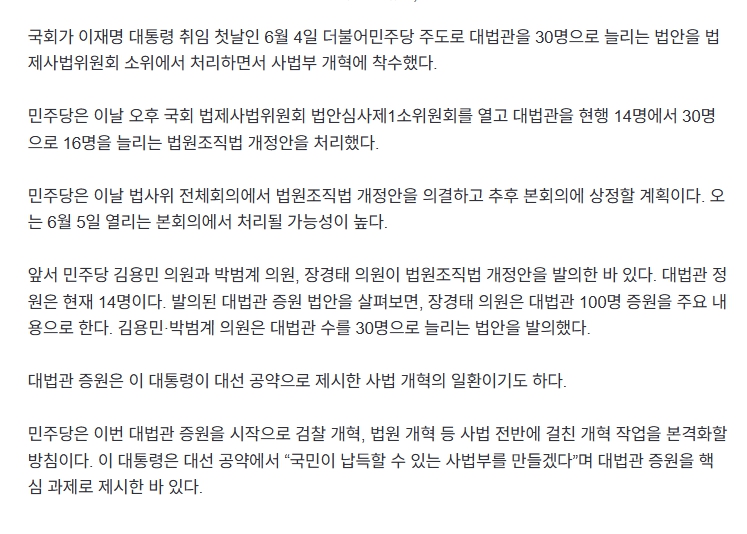 국회가 이재명 대통령 취임 첫날인 6월 4일 더불어민주당 주도로 대법관을 30명으로 늘리는 법안을 법
제사법위원회 소위에서 처리하면서 사법부 개혁에 착수했다.
민주당은 이날 오후 국회 법제사법위원회 법안심사제1소위원회를 열고 대법관을 현행 14명에서 30명
으로 16명을 늘리는 법원조직법 개정안을 처리했다.
민주당은 이날 법사위 전체회의에서 법원조직법 개정안을 의결하고 추후 본회의에 상정할 계획이다. 오
는 6월 5일 열리는 본회의에서 처리될 가능성이 높다.
앞서 민주당 김용민 의원과 박범계 의원, 장경태 의원이 법원조직법 개정안을 발의한 바 있다. 대법관 정
원은 현재 14명이다. 발의된 대법관 증원 법안을 살펴보면, 장경태 의원은 대법관 100명 증원을 주요 내
용으로 한다. 김용민·박범계 의원은 대법관 수를 30명으로 늘리는 법안을 발의했다.
대법관 증원은 이 대통령이 대선 공약으로 제시한 사법 개혁의 일환이기도 하다.
민주당은 이번 대법관 증원을 시작으로 검찰 개혁, 법원 개혁 등 사법 전반에 걸친 개혁 작업을 본격화할
방침이다. 이 대통령은 대선 공약에서 “국민이 납득할 수 있는 사법부를 만들겠다”며 대법관 증원을 핵
심 과제로 제시한 바 있다.